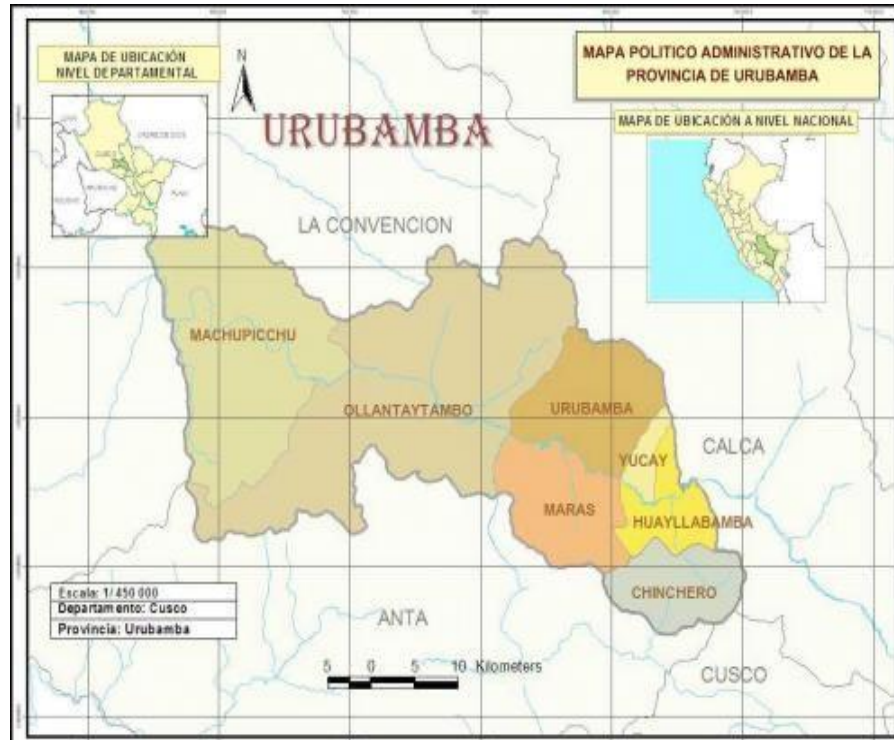 MAPA DE UBICACIÓN
NIVEL DEPARTAMENTAL
N
MAPA POLITICO ADMINISTRATIVO DE LA
PROVINCIA DE URUBAMBA
URUBAMBA
MAPA DE UBICACIÓN A NIVEL NACIONAL
LA CONVENCION
MACHUPICCHU
OLLANTAYTAMBO
URUBAMBA
YUCAY
CALCA
MARAS
HUAYLLABAMBA
CHINCHERO
Escala: 1/450 000
Departamento: Cusco
Provincia: Urubamba
ANTA
5 0 5 10 Kilometers
CUSCO